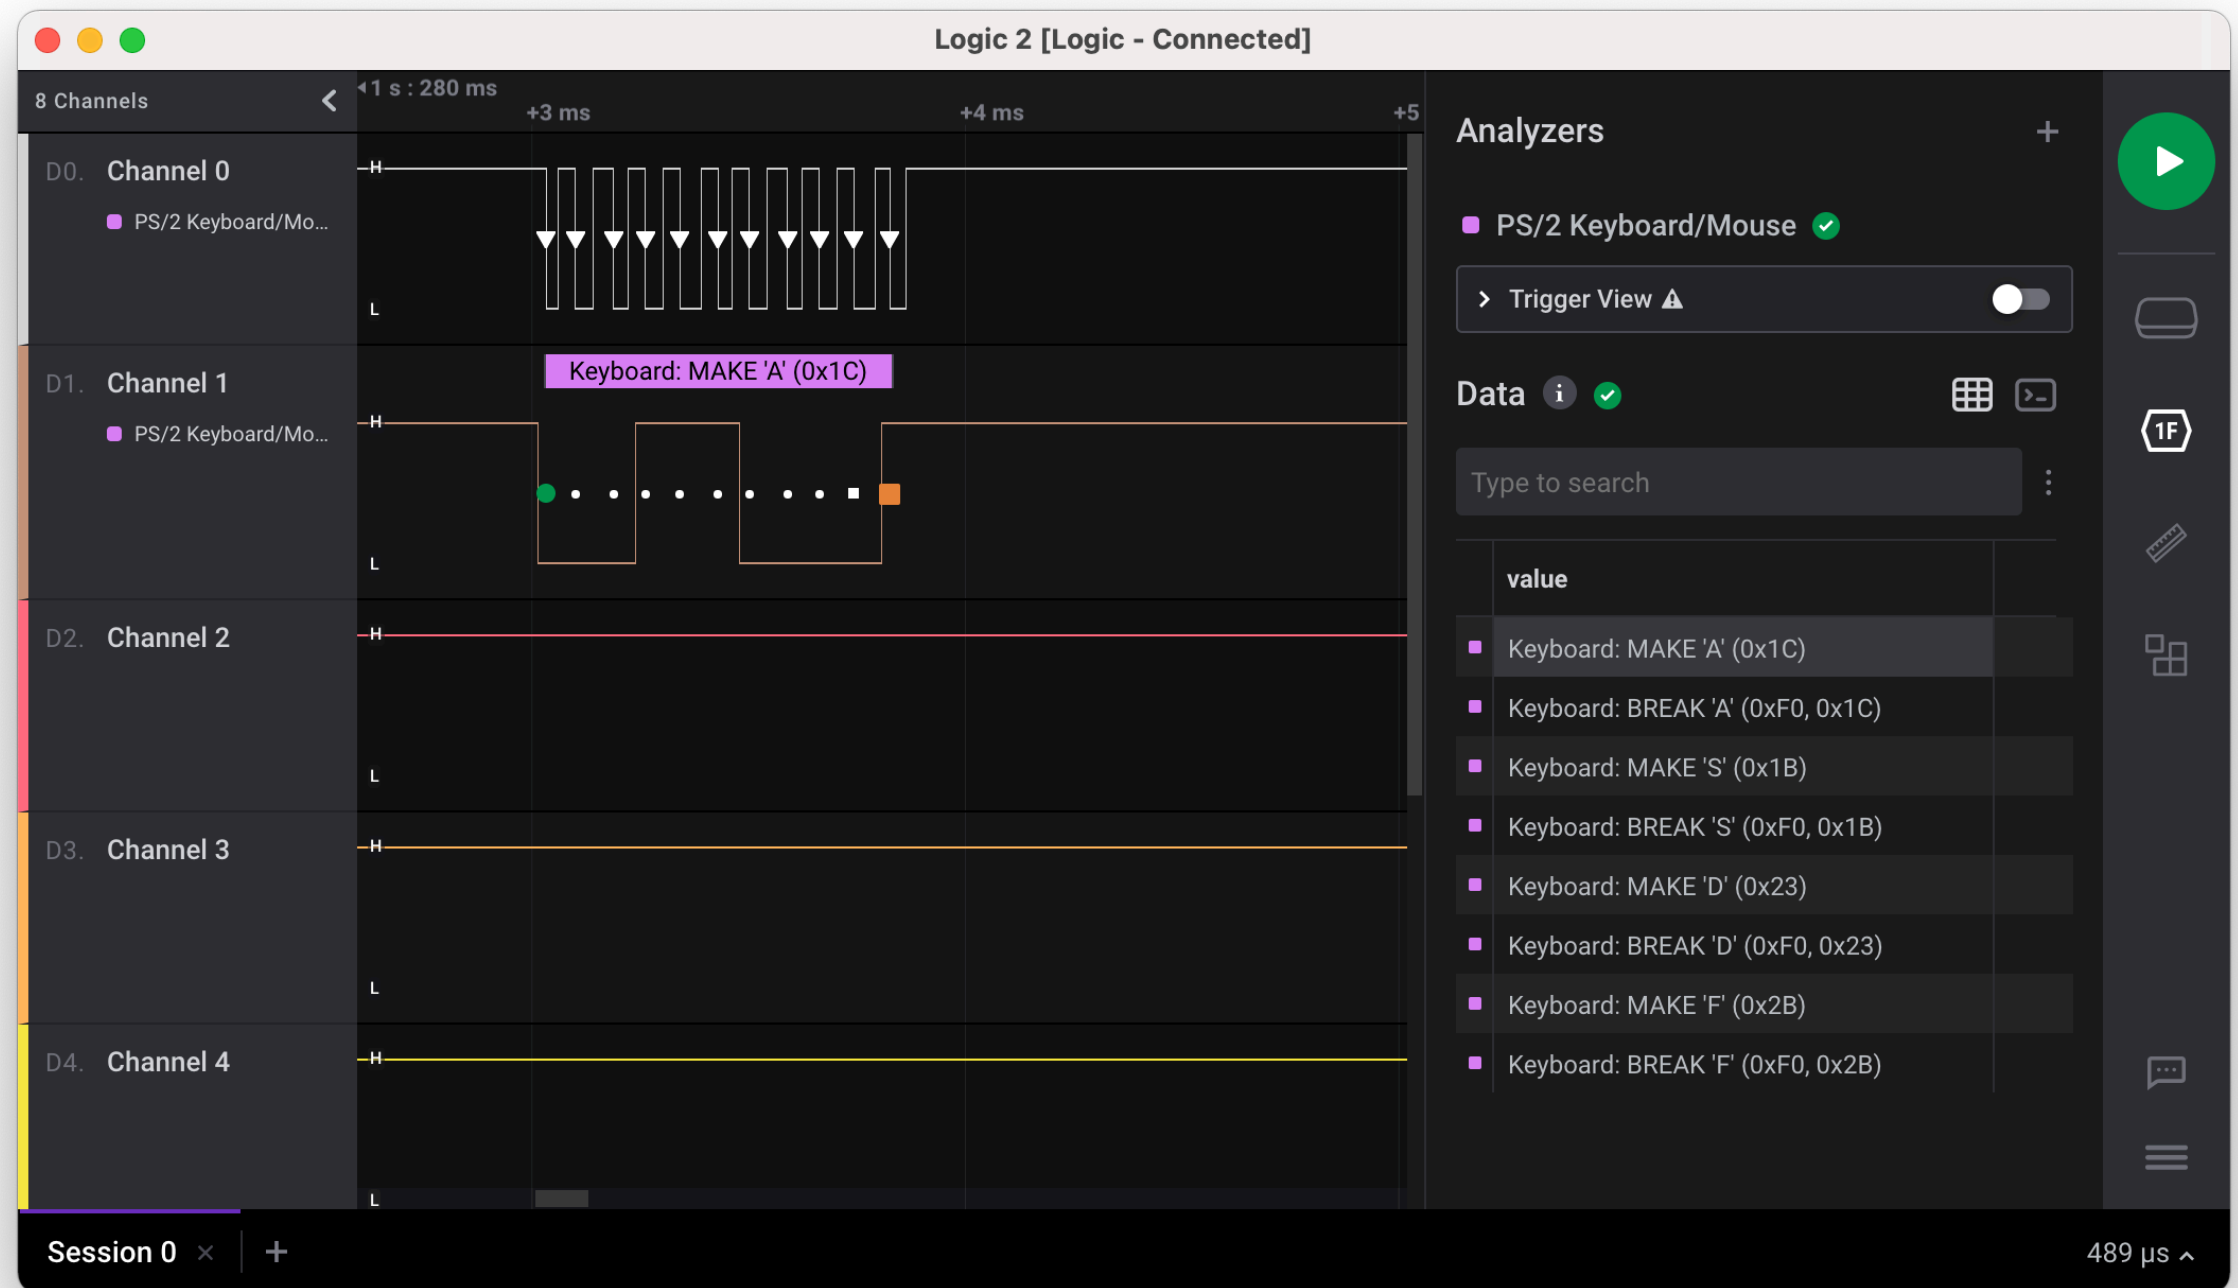 Logic 2 [Logic - Connected]
8 Channels
1 s : 280 ms
+3 ms
+4 ms
+5
D0. Channel 0
PS/2 Keyboard/Mo...
H
L
D1. Channel 1
PS/2 Keyboard/Mo...
Keyboard: MAKE 'A' (0x1C)
H
L
D2. Channel 2
H
L
D3. Channel 3
H
L
D4. Channel 4
H
L
Analyzers
PS/2 Keyboard/Mouse
Trigger View
Data
Type to search
value
Keyboard: MAKE 'A' (0x1C)
Keyboard: BREAK 'A' (0xF0, 0x1C)
Keyboard: MAKE 'S' (0x1B)
Keyboard: BREAK 'S' (0xF0, 0x1B)
Keyboard: MAKE 'D' (0x23)
Keyboard: BREAK 'D' (0xF0, 0x23)
Keyboard: MAKE 'F' (0x2B)
Keyboard: BREAK 'F' (0xF0, 0x2B)
1F
Session 0
489 µs